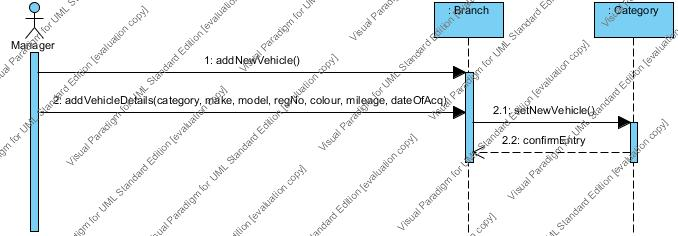 : Branch
: Category
Manager
1: addNewVehicle()
2: addVehicleDetails(category, make, model, regNo, colour, mileage, dateOfAcq)
2.1: setNewVehicle()
2.2: confirmEntry
Visual Paradigm for UML Standard Edition [evaluation copy]